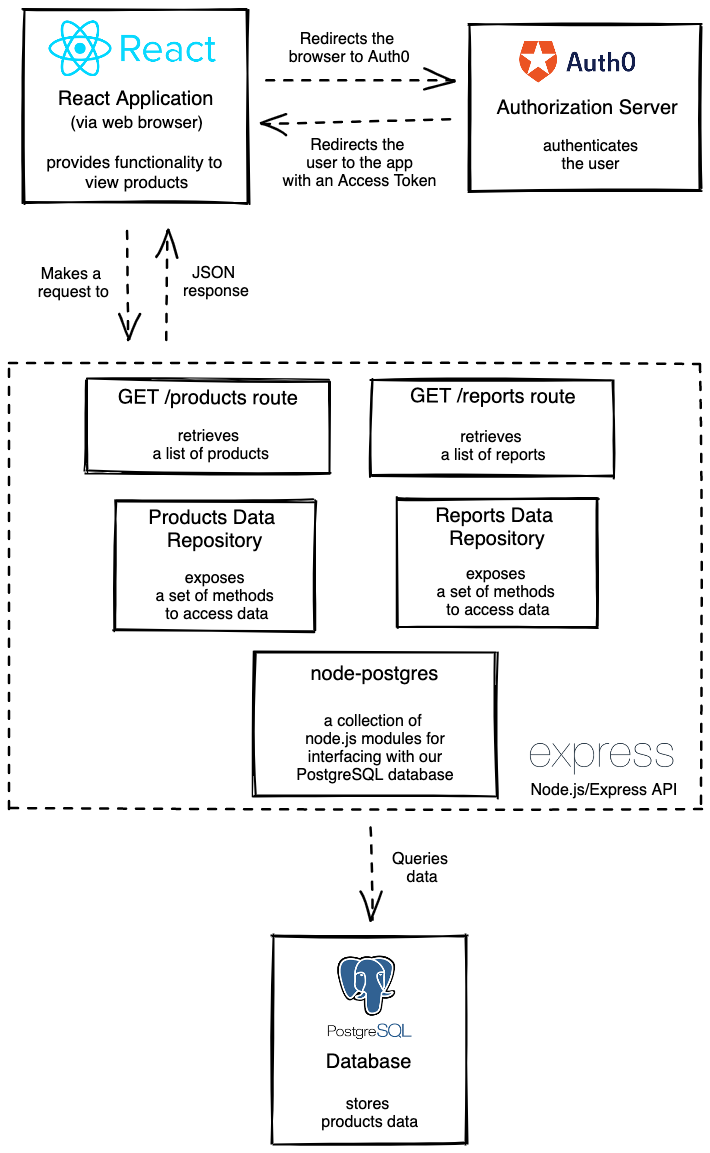 React
React Application
(via web browser)
provides functionality to
view products
Redirects the
browser to Auth0
Redirects the
user to the app
with an Access Token
Auth0
Authorization Server
authenticates
the user
Makes a
request to
JSON
response
GET /products route
retrieves
a list of products
GET /reports route
retrieves
a list of reports
Products Data
Repository
exposes
a set of methods
to access data
Reports Data
Repository
exposes
a set of methods
to access data
node-postgres
a collection of
node.js modules for
interfacing with our
PostgreSQL database
express
Node.js/Express API
Queries
data
PostgreSQL
Database
stores
products data